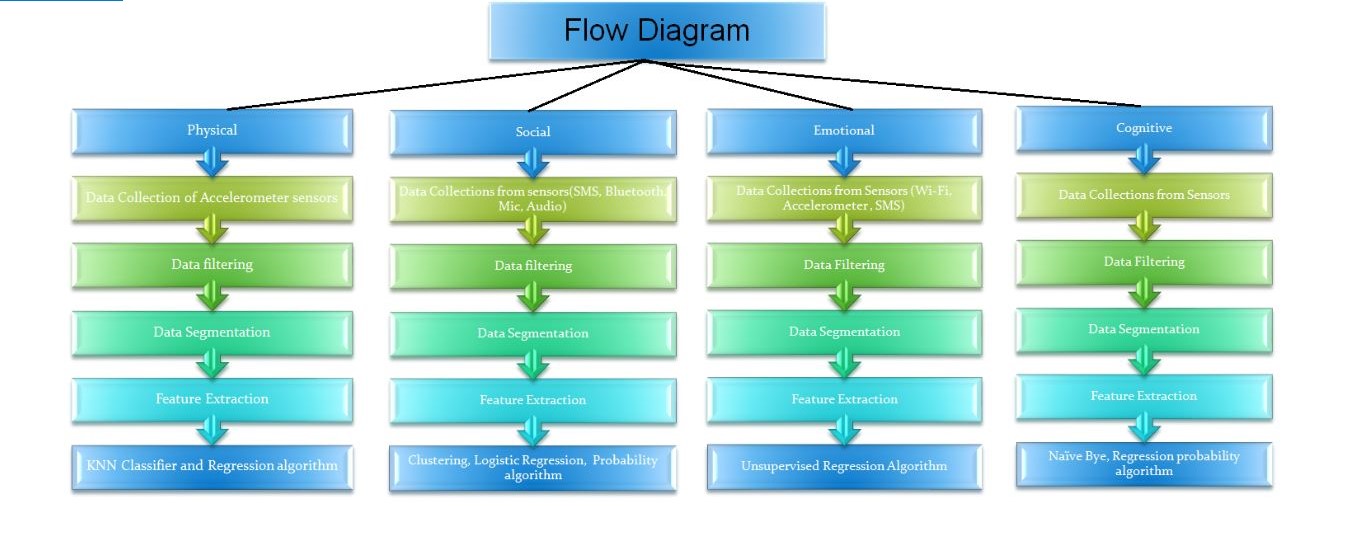 Flow Diagram
Physical
Data Collection of Accelerometer sensors
Data filtering
Data Segmentation
Feature Extraction
KNN Classifier and Regression algorithm
Social
Data Collections from sensors(SMS, Bluetooth,
Mic, Audio)
Data filtering
Data Segmentation
Feature Extraction
Clustering, Logistic Regression, Probability
algorithm
Emotional
Data Collections from Sensors (Wi-Fi,
Accelerometer, SMS)
Data Filtering
Data Segmentation
Feature Extraction
Unsupervised Regression Algorithm
Cognitive
Data Collections from Sensors
Data Filtering
Data Segmentation
Feature Extraction
Naïve Bye, Regression probability
algorithm